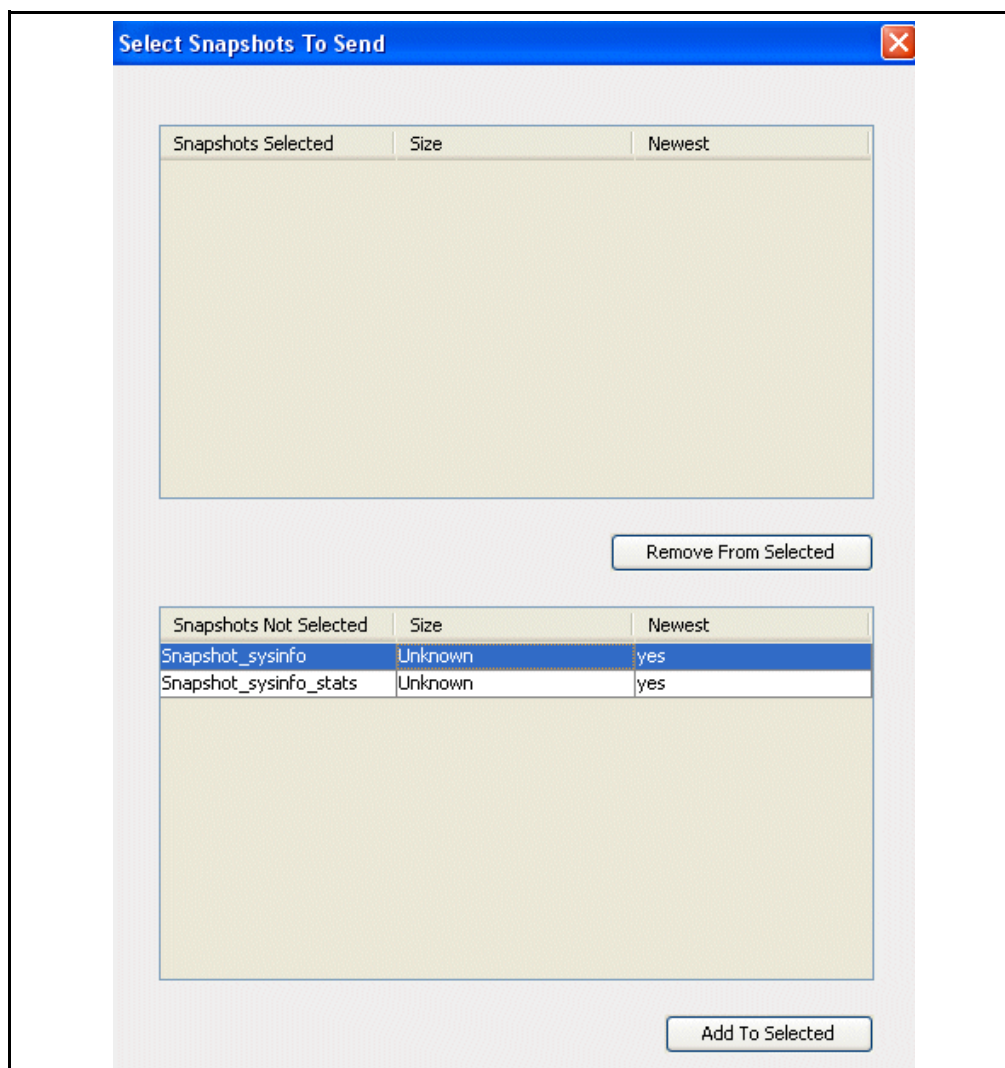 Select Snapshots To Send
Snapshots Selected Size Newest
Remove From Selected
Snapshots Not Selected Size Newest
Snapshot_sysinfo Unknown yes
Snapshot_sysinfo_stats Unknown yes
Add To Selected